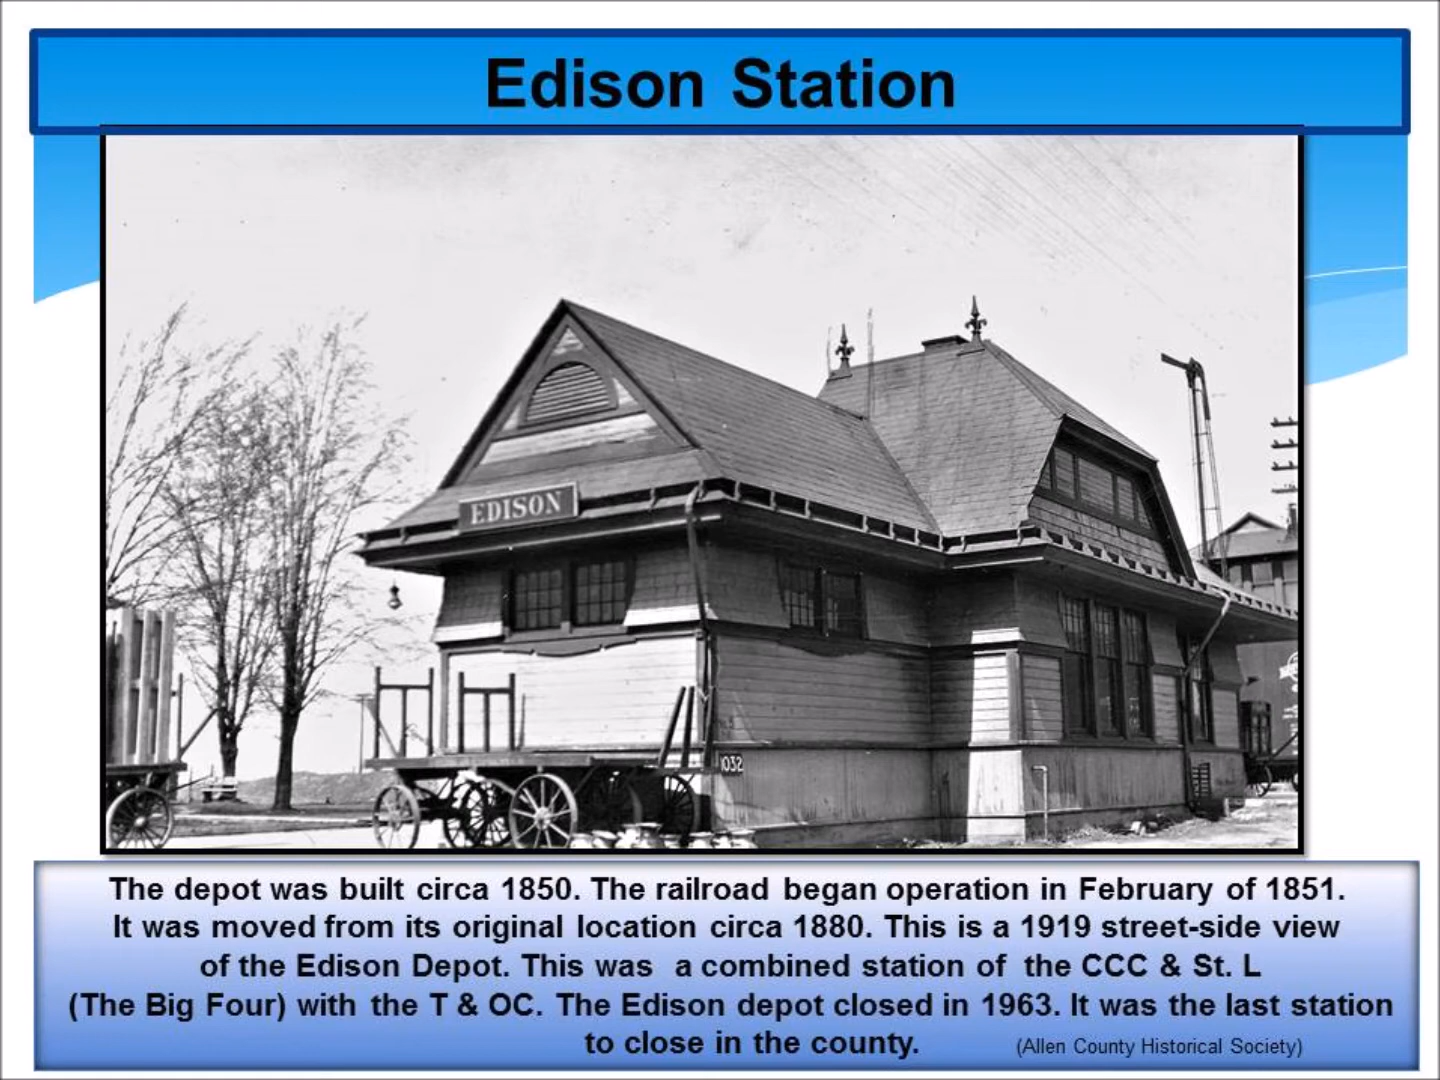 Edison Station
EDISON
1032
The depot was built circa 1850. The railroad began operation in February of 1851.
It was moved from its original location circa 1880. This is a 1919 street-side view
of the Edison Depot. This was a combined station of the CCC & St. L
(The Big Four) with the T & OC. The Edison depot closed in 1963. It was the last station
to close in the county. (Allen County Historical Society)